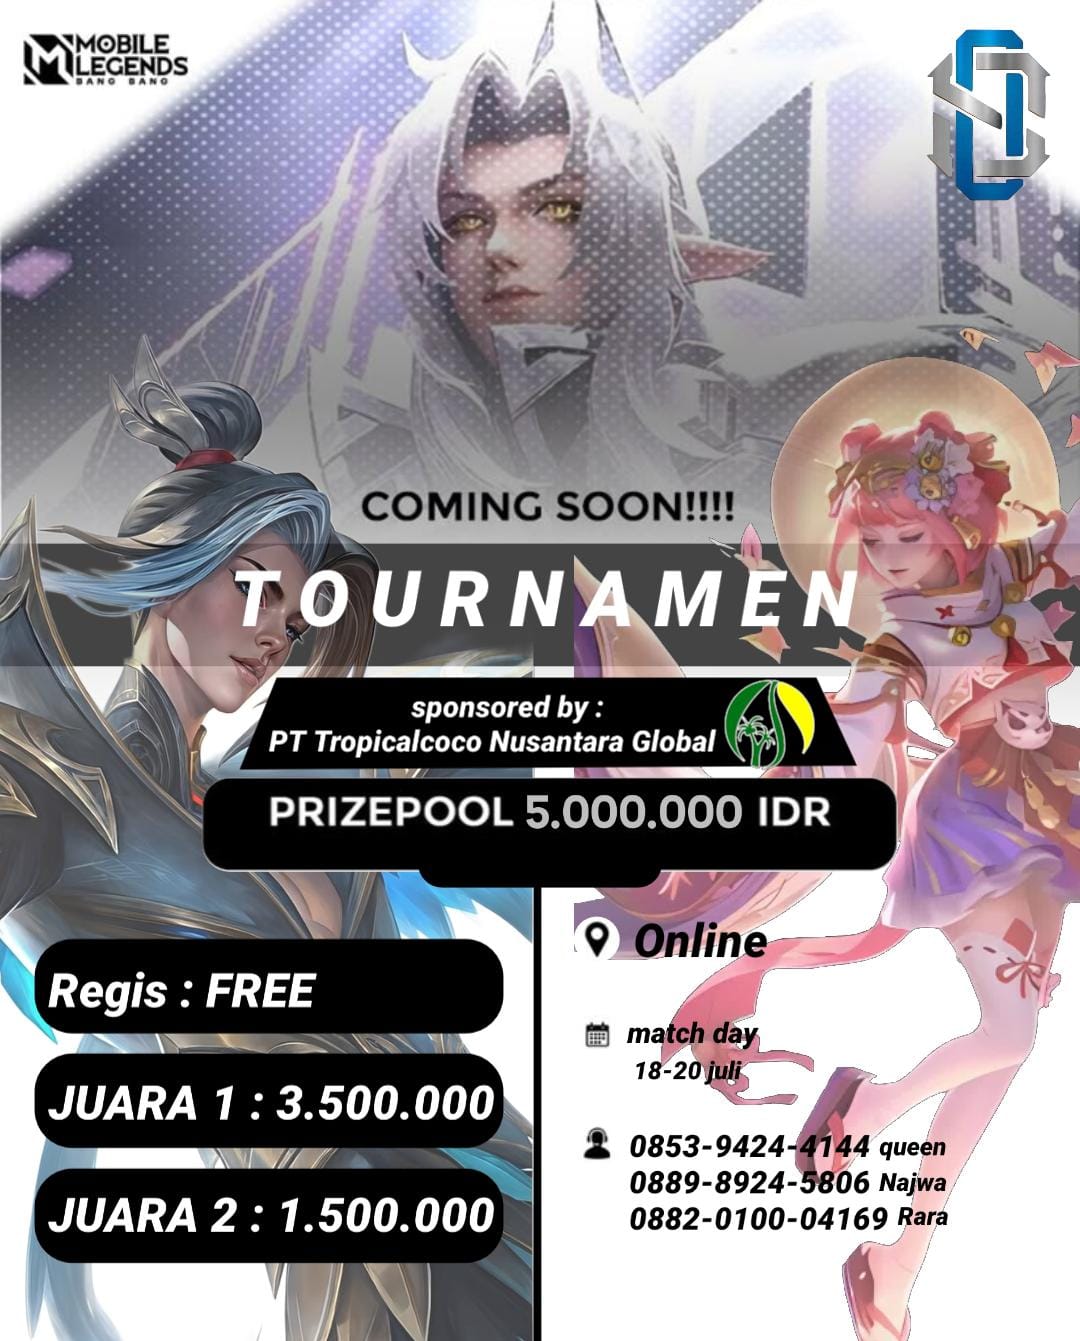 MOBILE
LEGENDS
BANG BANG
COMING SOON!!!!
TOURNAMEN
sponsored by :
PT Tropicalcoco Nusantara Global
PRIZEPOOL 5.000.000 IDR
Regis : FREE
JUARA 1 : 3.500.000
JUARA 2 : 1.500.000
Online
match day
18-20 juli
0853-9424-4144 queen
0889-8924-5806 Najwa
0882-0100-04169 Rara